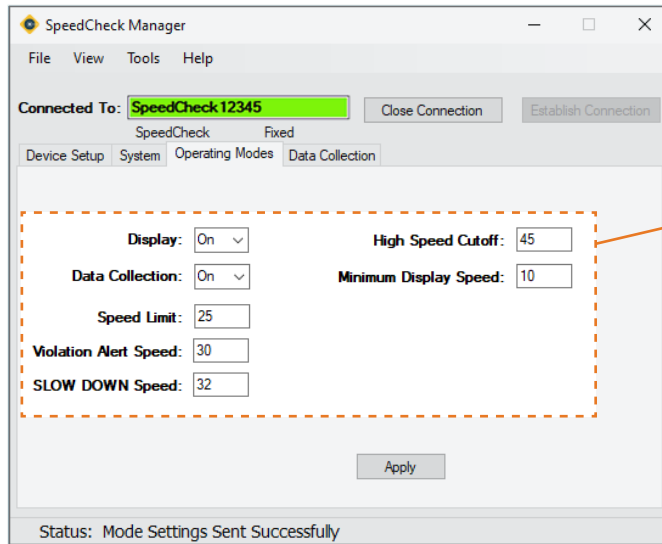 SpeedCheck Manager
File View Tools Help
Connected To: SpeedCheck12345 Close Connection Establish Connection
SpeedCheck Fixed
Device Setup System Operating Modes Data Collection
Display: On High Speed Cutoff: 45
Data Collection: On Minimum Display Speed: 10
Speed Limit: 25
Violation Alert Speed: 30
SLOW DOWN Speed: 32
Apply
Status: Mode Settings Sent Successfully